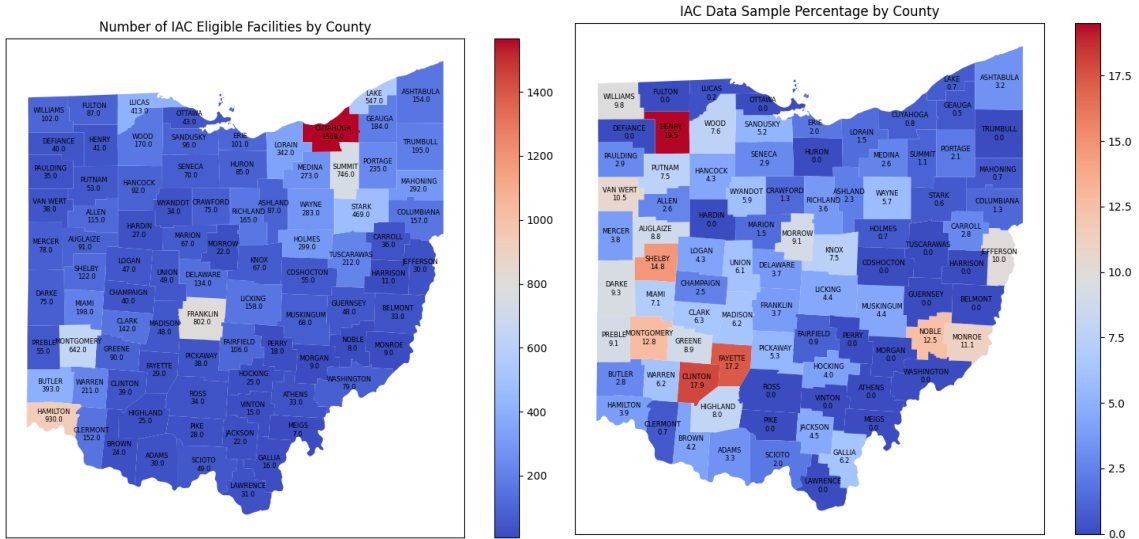 Number of IAC Eligible Facilities by County
LAKE
547.0
ASHTABULA
154.0
LUCAS
413.0
FULTON
87.0
WILLIAMS
102.0
OTTAWA
43.0
GEAUGA
184.0
CUYAHOGA
1568.0
WOOD
170.0
SANDUSKY
96.0
ERIE
101.0
HENRY
41.0
DEFIANCE
40.0
LORAIN
342.0
TRUMBULL
195.0
SUMMIT
746.0
PORTAGE
235.0
MEDINA
273.0
HURON
85.0
SENECA
70.0
PAULDING
35.0
PUTNAM
53.0
HANCOCK
92.0
MAHONING
292.0
VAN WERT
38.0
WYANDOT
34.0
CRAWFORD
75.0
ASHLAND
87.0
RICHLAND
165.0
WAYNE
283.0
STARK
469.0
COLUMBIANA
157.0
ALLEN
115.0
HARDIN
27.0
MERCER
78.0
AUGLAIZE
91.0
MARION
67.0
MORROW
22.0
HOLMES
299.0
CARROLL
36.0
TUSCARAWAS
212.0
JEFFERSON
30.0
LOGAN
47.0
SHELBY
122.0
UNION
49.0
DELAWARE
134.0
KNOX
67.0
COSHOCTON
55.0
HARRISON
11.0
DARKE
75.0
CHAMPAIGN
40.0
MIAMI
198.0
LICKING
158.0
GUERNSEY
48.0
BELMONT
33.0
FRANKLIN
802.0
CLARK
142.0
MADISON
48.0
MUSKINGUM
68.0
PREBLE
55.0
MONTGOMERY
642.0
GREENE
90.0
FAIRFIELD
106.0
PERRY
18.0
NOBLE
8.0
MONROE
9.0
PICKAWAY
38.0
MORGAN
9.0
FAYETTE
29.0
BUTLER
393.0
WARREN
211.0
CLINTON
39.0
HOCKING
25.0
WASHINGTON
79.0
ROSS
34.0
ATHENS
33.0
HAMILTON
930.0
HIGHLAND
25.0
VINTON
15.0
CLERMONT
152.0
BROWN
24.0
PIKE
28.0
JACKSON
22.0
MEIGS
7.0
ADAMS
30.0
SCIOTO
49.0
GALLIA
16.0
LAWRENCE
31.0
1400
1200
1000
800
600
400
200
IAC Data Sample Percentage by County
LAKE
0.7
ASHTABULA
3.2
LUCAS
0.2
FULTON
0.0
WILLIAMS
9.8
OTTAWA
0.0
GEAUGA
0.5
CUYAHOGA
0.8
WOOD
7.6
SANDUSKY
5.2
ERIE
2.0
HENRY
19.5
DEFIANCE
0.0
LORAIN
1.5
TRUMBULL
0.0
SUMMIT
1.1
PORTAGE
2.1
MEDINA
2.6
HURON
0.0
SENECA
2.9
PAULDING
2.9
PUTNAM
7.5
HANCOCK
4.3
MAHONING
0.7
VAN WERT
10.5
WYANDOT
5.9
CRAWFORD
1.3
ASHLAND
2.3
RICHLAND
3.6
WAYNE
5.7
STARK
0.6
COLUMBIANA
1.3
ALLEN
2.6
HARDIN
0.0
MERCER
3.8
AUGLAIZE
8.8
MARION
1.5
MORROW
9.1
HOLMES
0.7
CARROLL
2.8
TUSCARAWAS
0.0
JEFFERSON
10.0
LOGAN
4.3
SHELBY
14.8
UNION
6.1
DELAWARE
3.7
KNOX
7.5
COSHOCTON
0.0
HARRISON
0.0
DARKE
9.3
CHAMPAIGN
2.5
MIAMI
7.1
LICKING
4.4
GUERNSEY
0.0
BELMONT
0.0
FRANKLIN
3.7
CLARK
6.3
MADISON
6.2
MUSKINGUM
4.4
PREBLE
9.1
MONTGOMERY
12.8
GREENE
8.9
FAIRFIELD
0.9
PERRY
0.0
NOBLE
12.5
MONROE
11.1
PICKAWAY
5.3
MORGAN
0.0
FAYETTE
17.2
BUTLER
2.8
WARREN
6.2
CLINTON
17.9
HOCKING
4.0
WASHINGTON
0.0
ROSS
0.0
ATHENS
0.0
HAMILTON
3.9
HIGHLAND
8.0
VINTON
0.0
CLERMONT
0.7
BROWN
4.2
PIKE
0.0
JACKSON
4.5
MEIGS
0.0
ADAMS
3.3
SCIOTO
2.0
GALLIA
6.2
LAWRENCE
0.0
17.5
15.0
12.5
10.0
7.5
5.0
2.5
0.0